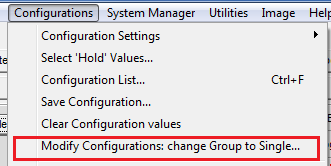 Configurations System Manager Utilities Image Help
Configuration Settings
Select 'Hold' Values...
Configuration List... Ctrl+F
Save Configuration...
Clear Configuration values
Modify Configurations: change Group to Single...